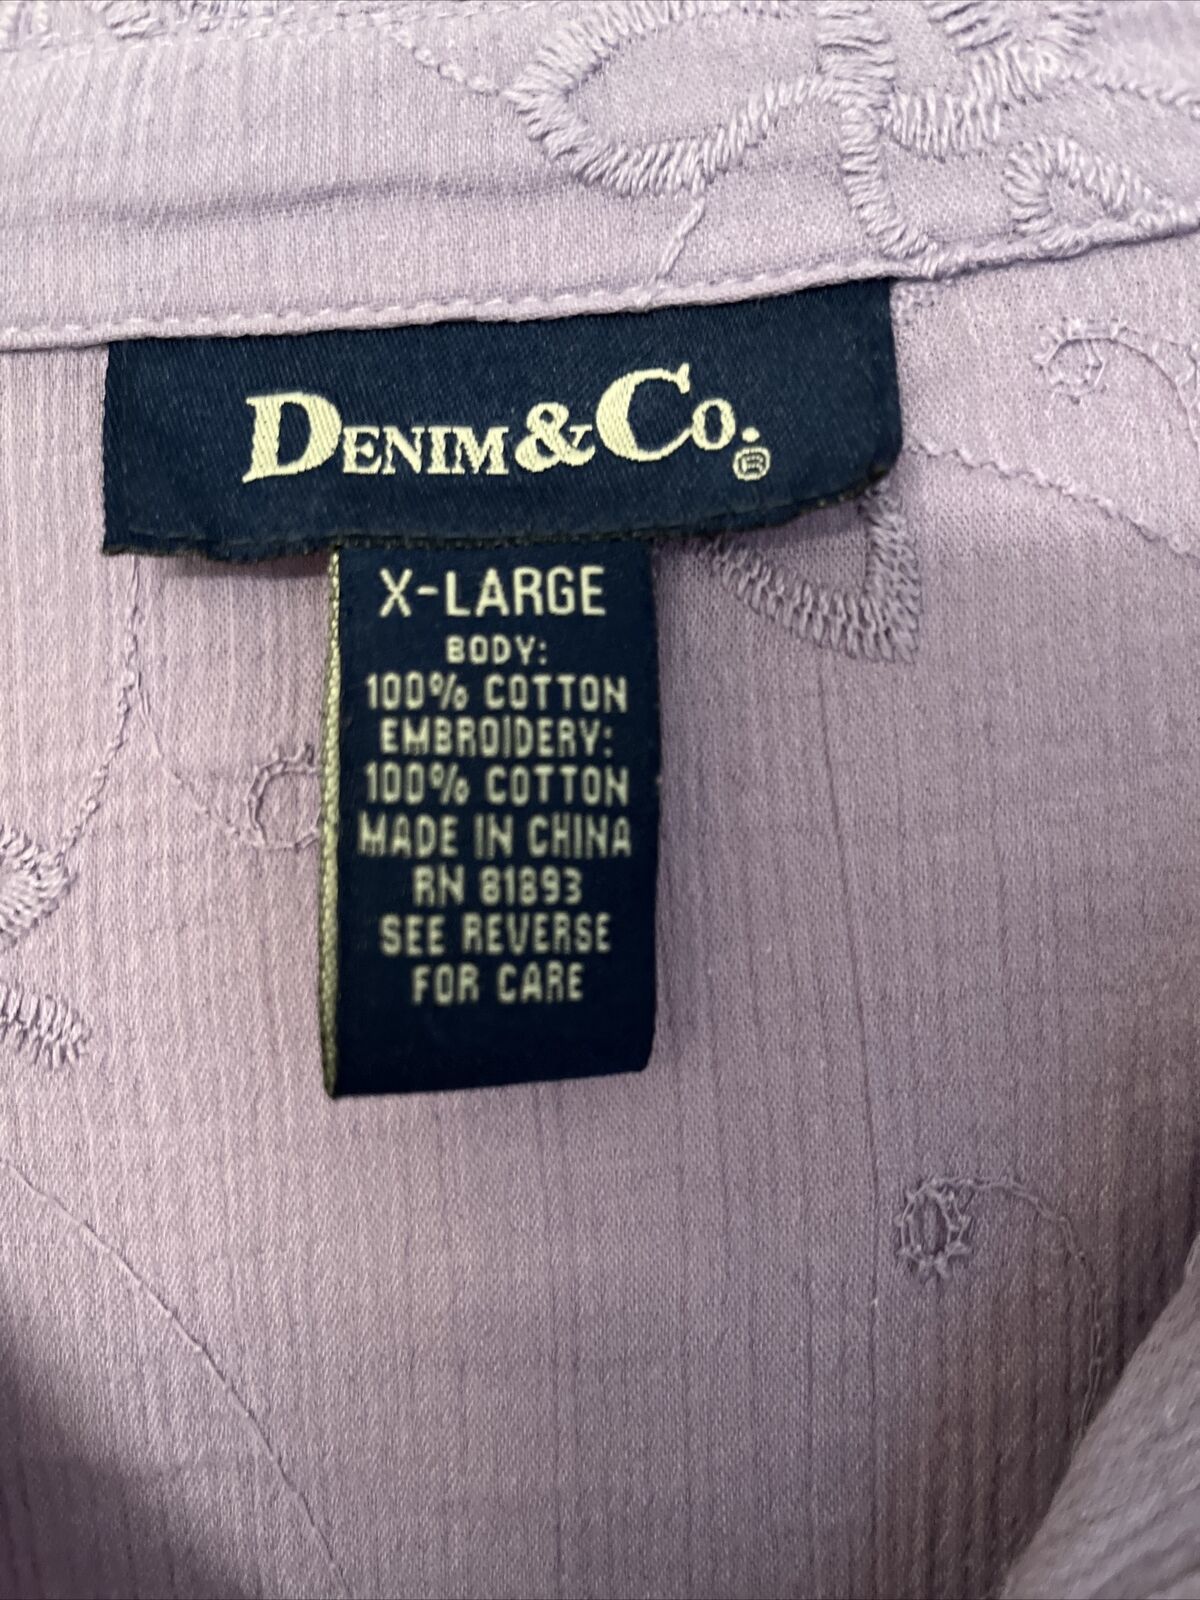 DENIM & CO. ®
X-LARGE
BODY:
100% COTTON
EMBROIDERY:
100% COTTON
MADE IN CHINA
RN 81893
SEE REVERSE
FOR CARE